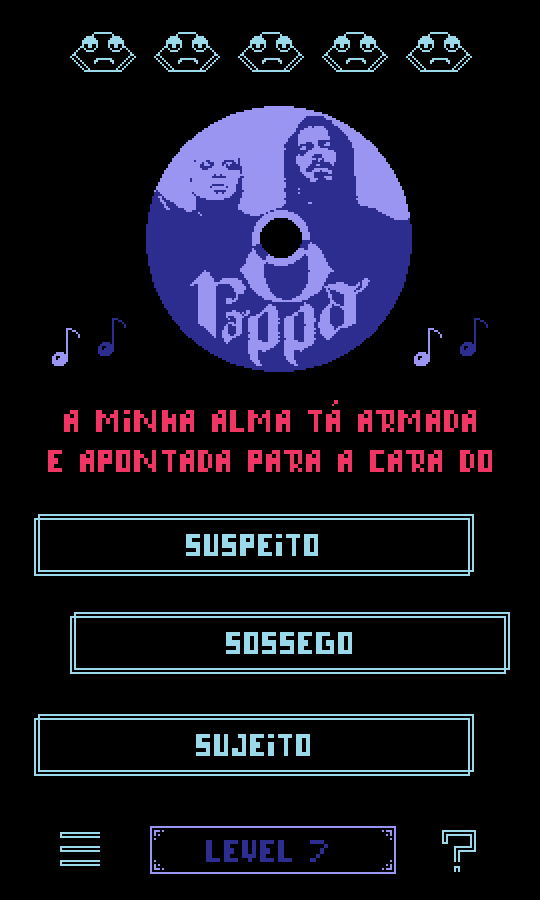 O
rappa
A MiNHA ALMA TÁ ARMADA
E APONTADA PARA A CARA DO
SUSPEiTO
SOSSEGO
SUJEiTO
LEVEL 7
?